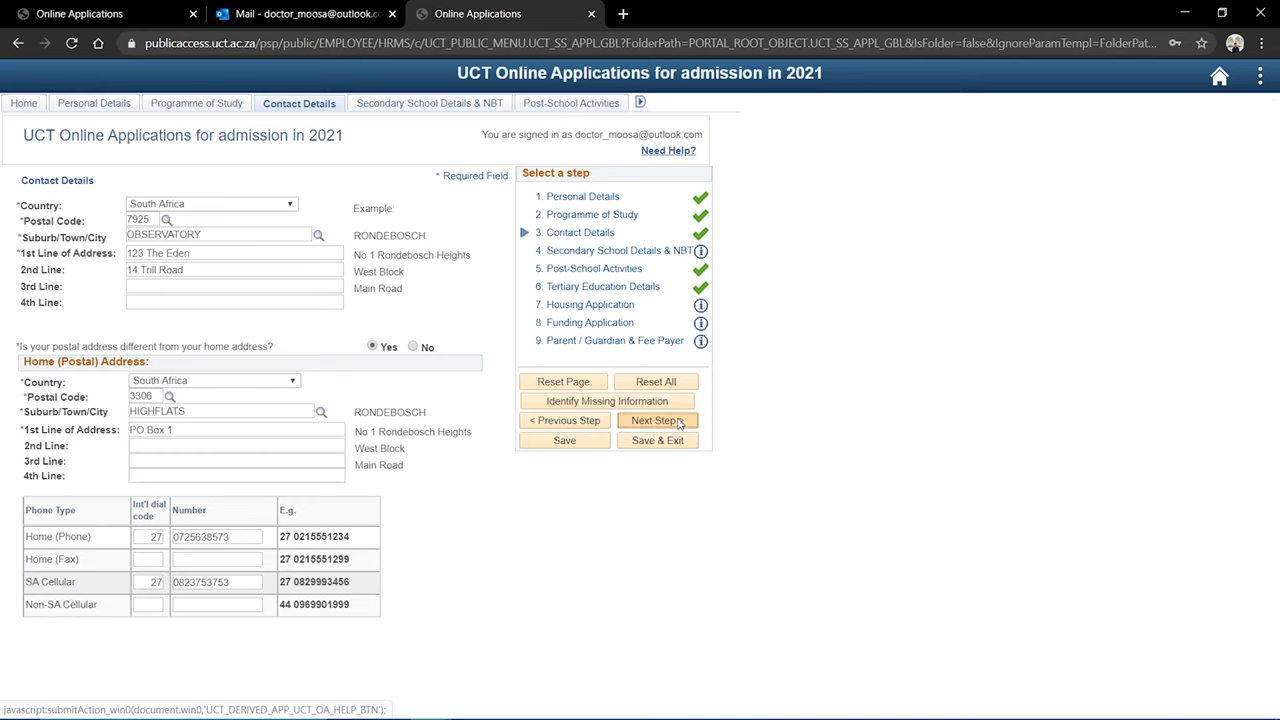 Online Applications
Mail - doctor_moosa@outlook.co
Online Applications
publicaccess.uct.ac.za/psp/public/EMPLOYEE/HRMS/c/UCT_PUBLIC_MENU.UCT_SS_APPL.GBL?FolderPath=PORTAL_ROOT_OBJECT.UCT_SS_APPL_GBL&IsFolder=false&IgnoreParamTempl=FolderPat...
UCT Online Applications for admission in 2021
Home
Personal Details
Programme of Study
Contact Details
Secondary School Details & NBT
Post-School Activities
UCT Online Applications for admission in 2021
You are signed in as doctor_moosa@outlook.com
Need Help?
Contact Details
* Required Field
*Country: South Africa
Example:
*Postal Code: 7925
*Suburb/Town/City OBSERVATORY RONDEBOSCH
*1st Line of Address: 123 The Eden No 1 Rondebosch Heights
2nd Line: 14 Trill Road West Block
3rd Line: Main Road
4th Line:
*Is your postal address different from your home address? Yes No
Home (Postal) Address:
*Country: South Africa
*Postal Code: 3306
*Suburb/Town/City HIGHFLATS RONDEBOSCH
*1st Line of Address: PO Box 1 No 1 Rondebosch Heights
2nd Line: West Block
3rd Line: Main Road
4th Line:
Phone Type Int'l dial code Number E.g.
Home (Phone) 27 0725638573 27 0215551234
Home (Fax) 27 0215551299
SA Cellular 27 0823753753 27 0829993456
Non-SA Cellular 44 0969901999
Select a step
1. Personal Details
2. Programme of Study
3. Contact Details
4. Secondary School Details & NBT
5. Post-School Activities
6. Tertiary Education Details
7. Housing Application
8. Funding Application
9. Parent / Guardian & Fee Payer
Reset Page
Reset All
Identify Missing Information
< Previous Step
Next Step
Save
Save & Exit
javascript:submitAction_win0(document.win0,'UCT_DERIVED_APP_UCT_OA_HELP_BTN');